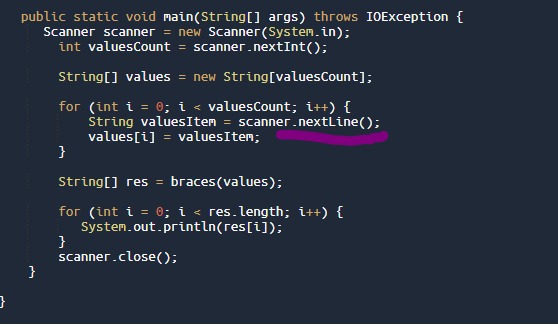 public static void main(String[] args) throws IOException {
Scanner scanner = new Scanner(System.in);
int valuesCount = scanner.nextInt();
String[] values = new String[valuesCount];
for (int i = 0; i < valuesCount; i++) {
String valuesItem = scanner.nextLine();
values[i] = valuesItem;
}
String[] res = braces(values);
for (int i = 0; i < res.length; i++) {
System.out.println(res[i]);
}
scanner.close();
}
}